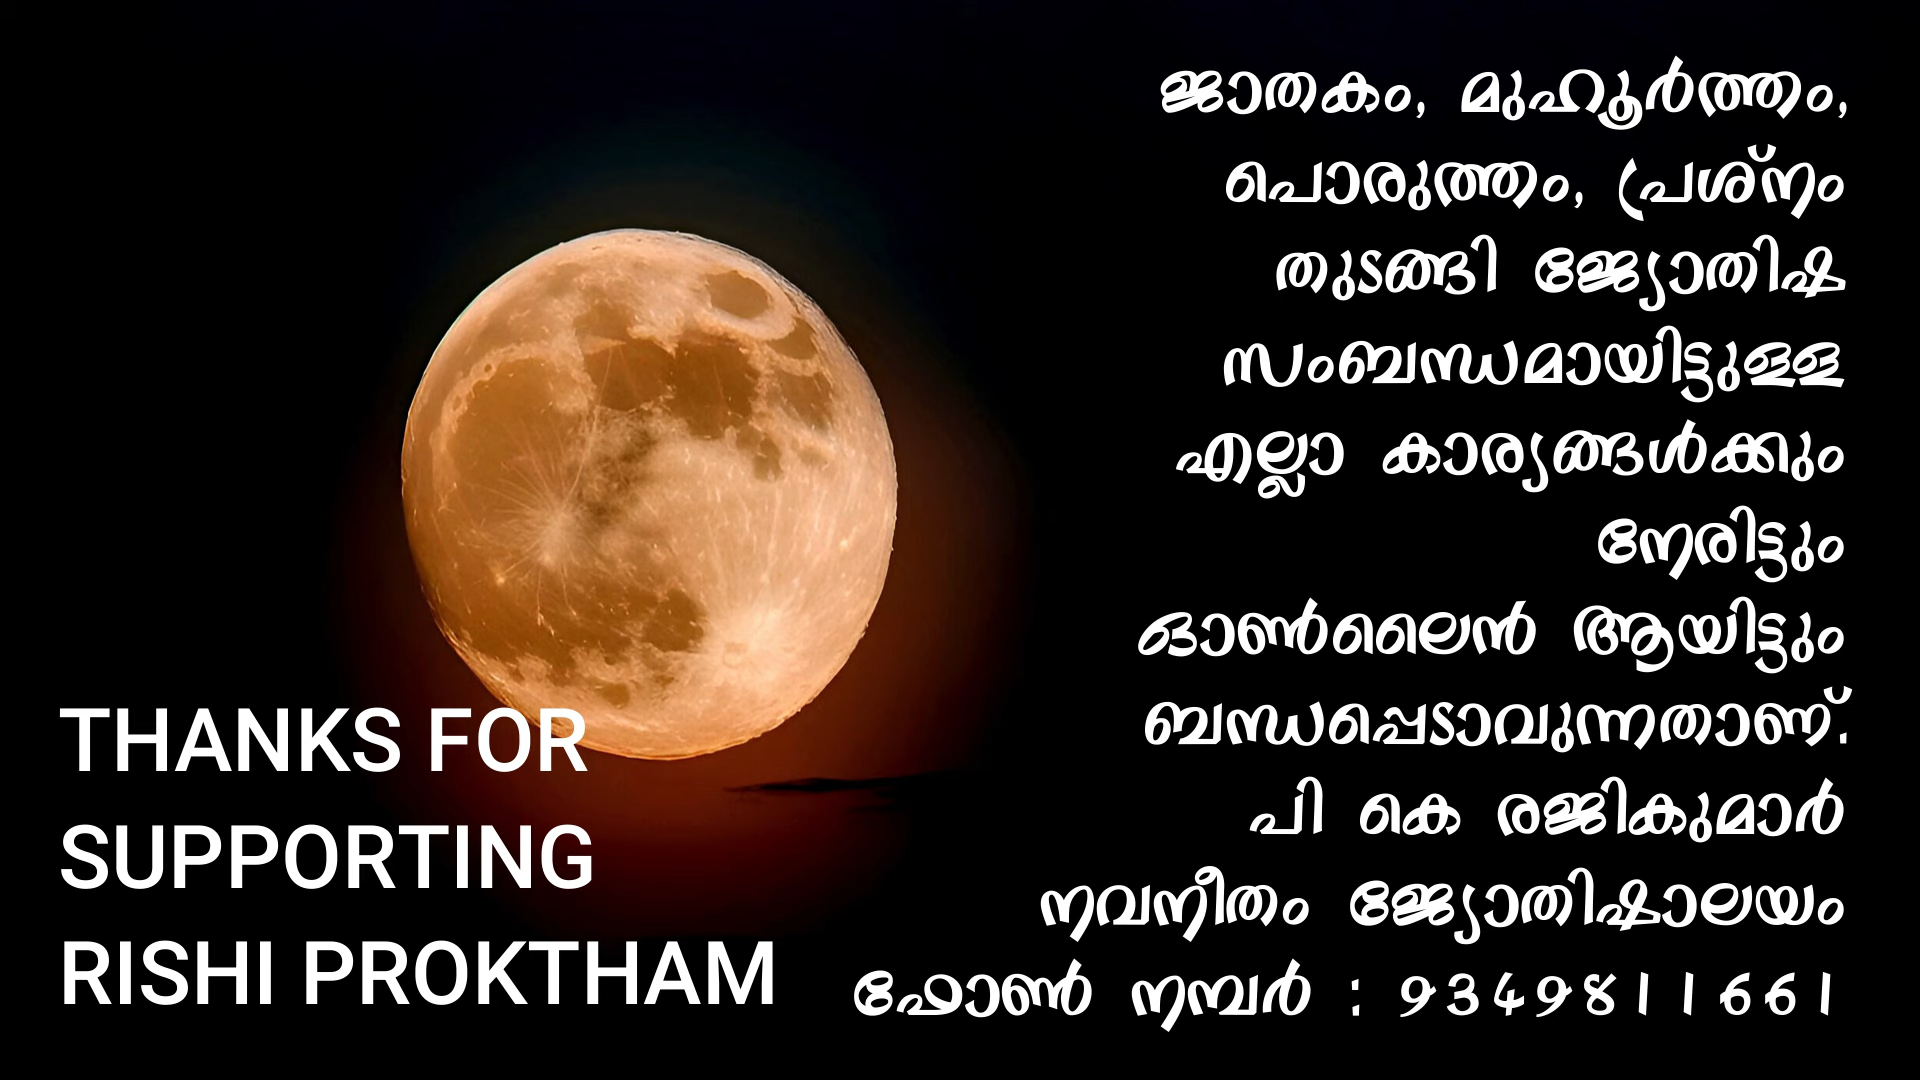 ജാതകം, മുഹൂർത്തം,
പൊരുത്തം, പ്രശ്നം
തുടങ്ങി ജ്യോതിഷ
സംബന്ധമായിട്ടുള്ള
എല്ലാ കാര്യങ്ങൾക്കും
നേരിട്ടും
ഓൺലൈൻ ആയിട്ടും
ബന്ധപ്പെടാവുന്നതാണ്.
പി കെ രജികുമാർ
നവനീതം ജ്യോതിഷാലയം
ഫോൺ നമ്പർ : 9349811661
THANKS FOR
SUPPORTING
RISHI PROKTHAM